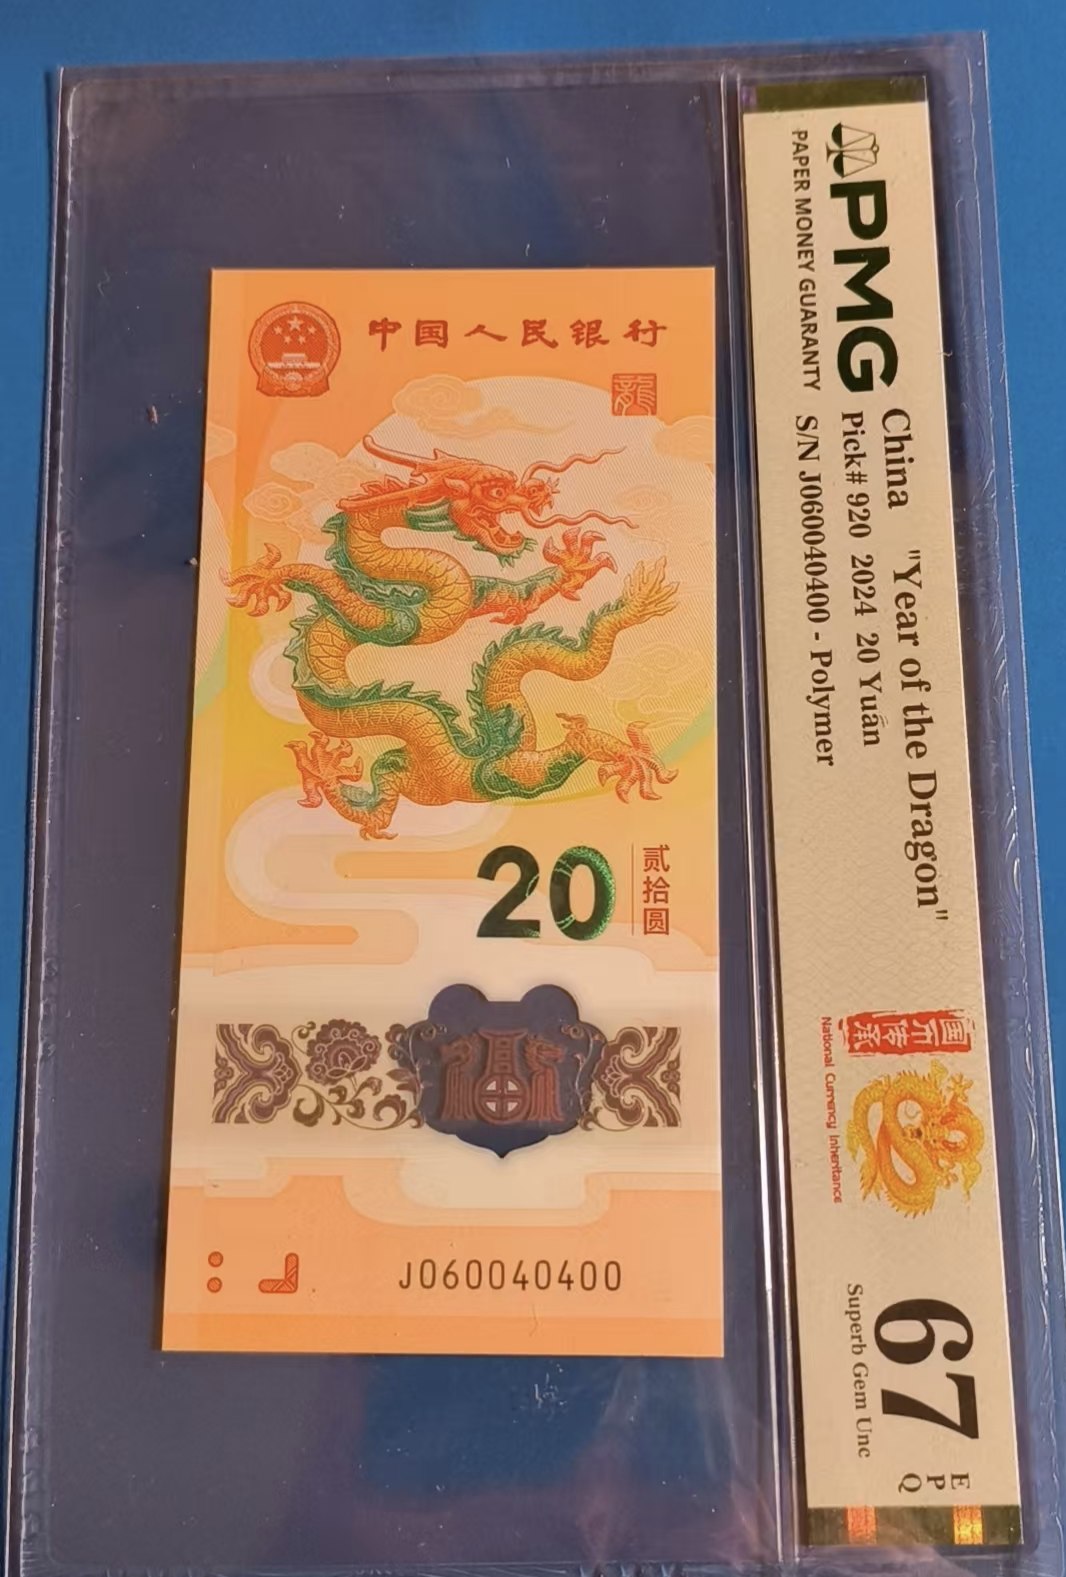 中国人民银行
龍
20
贰拾圆
J060040400
PMG
PAPER MONEY GUARANTY
China "Year of the Dragon"
Pick# 920 2024 20 Yuán
S/N J060040400 - Polymer
国币传承
National Currency Inheritance
67
EPQ
Superb Gem Unc